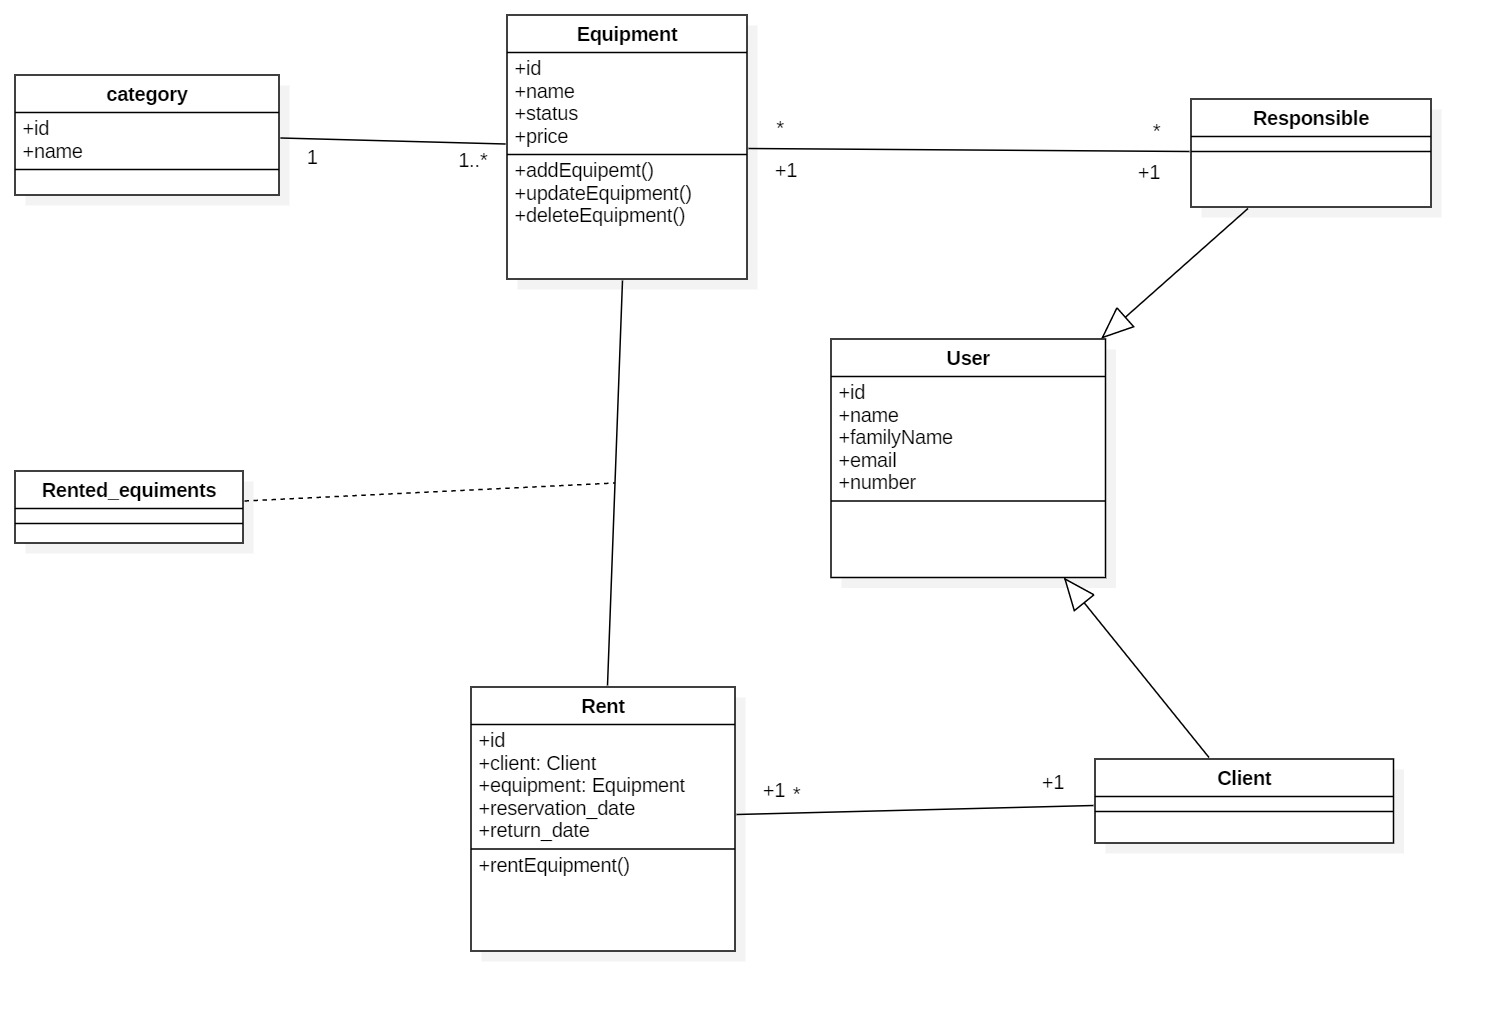 category
+id
+name
1
1..*
Equipment
+id
+name
+status
+price
+addEquipemt()
+updateEquipment()
+deleteEquipment()
*
+1
*
+1
Responsible
User
+id
+name
+familyName
+email
+number
Rented_equiments
Rent
+id
+client: Client
+equipment: Equipment
+reservation_date
+return_date
+rentEquipment()
+1 *
+1
Client